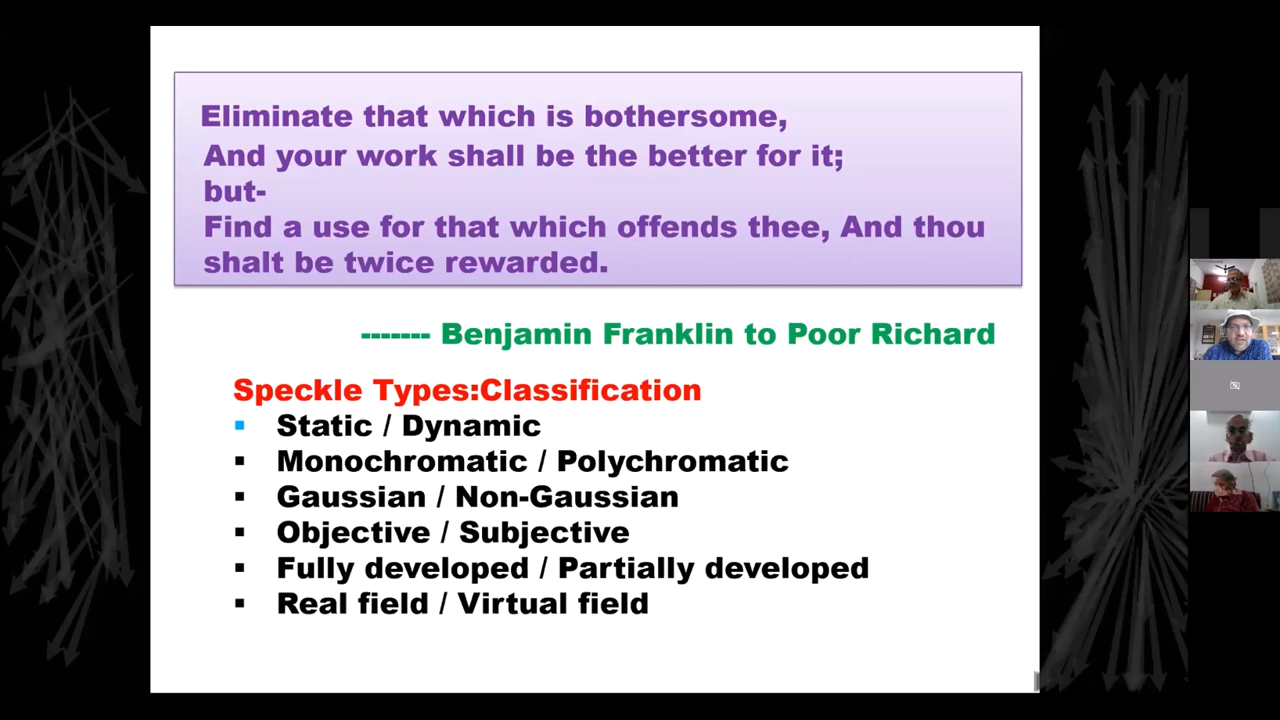 Eliminate that which is bothersome,
And your work shall be the better for it;
but-
Find a use for that which offends thee, And thou
shalt be twice rewarded.
------- Benjamin Franklin to Poor Richard
Speckle Types:Classification
▪ Static / Dynamic
▪ Monochromatic / Polychromatic
▪ Gaussian / Non-Gaussian
▪ Objective / Subjective
▪ Fully developed / Partially developed
▪ Real field / Virtual field